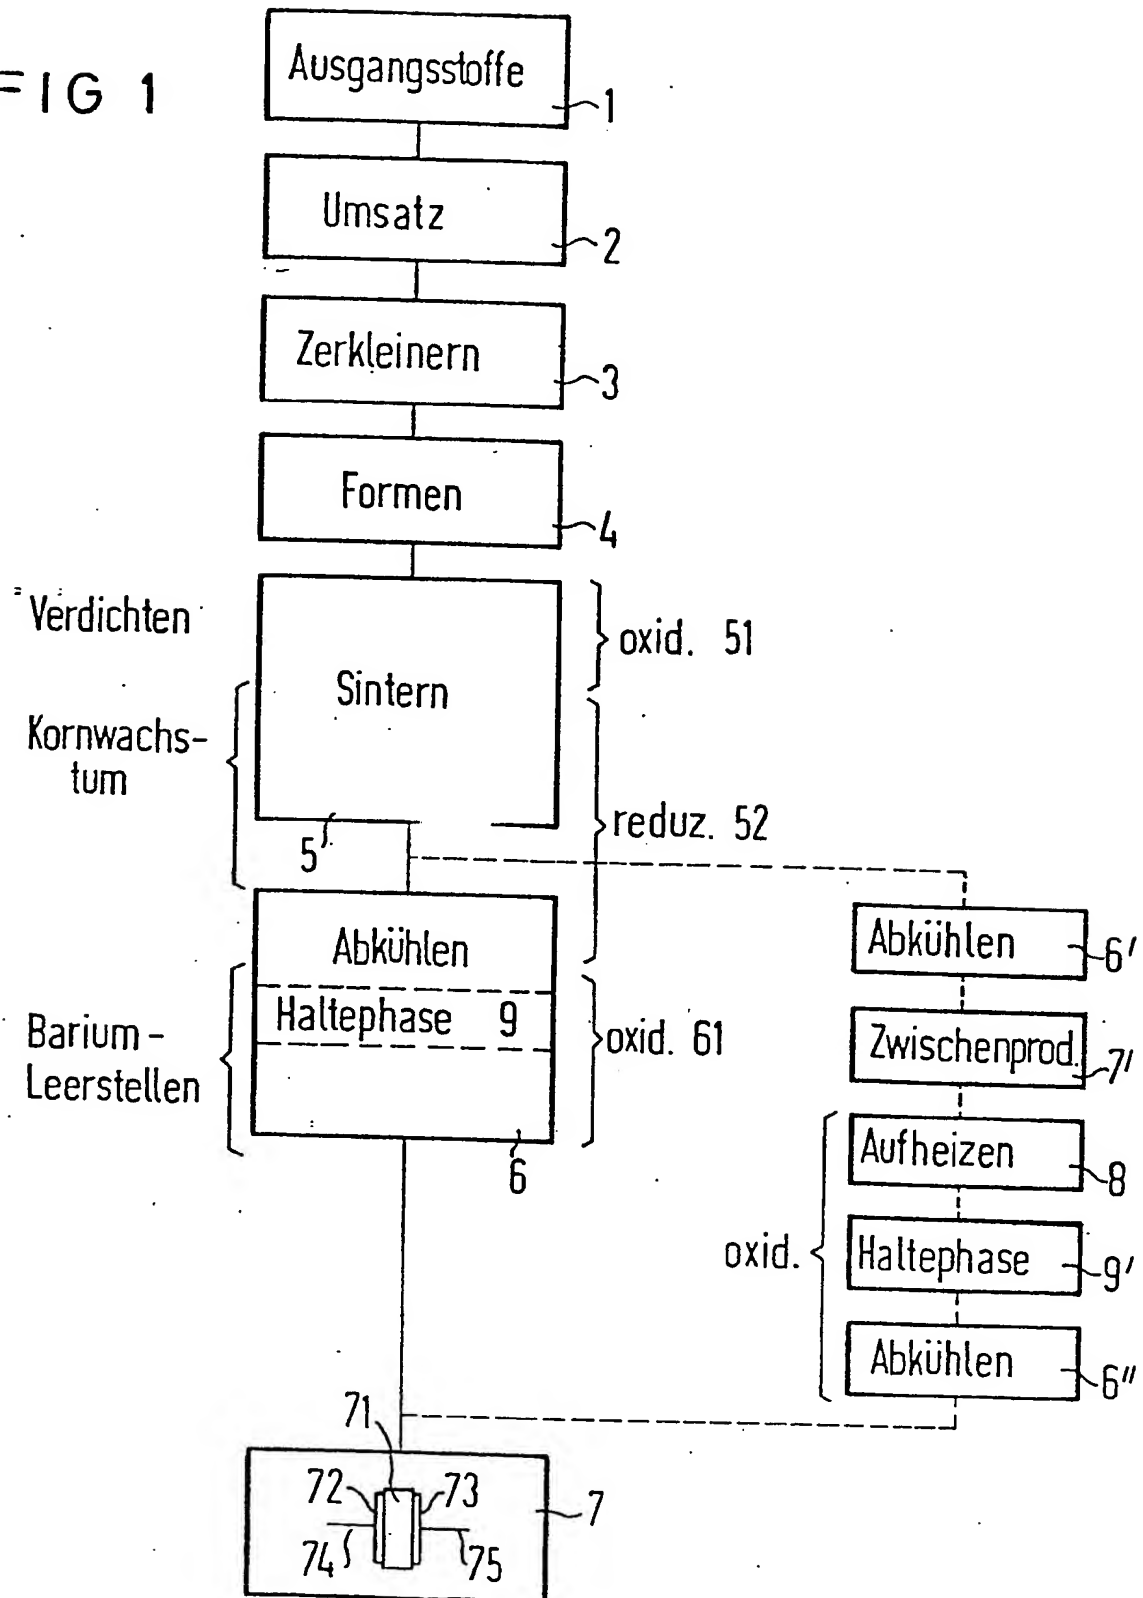 FIG 1
Ausgangsstoffe
1
Umsatz
2
Zerkleinern
3
Formen
4
Verdichten
oxid. 51
Sintern
Kornwachs-
tum
reduz. 52
5
Abkühlen
Abkühlen
6'
Haltephase 9
oxid. 61
Zwischenprod.
7'
Barium-
Leerstellen
6
Aufheizen
8
oxid.
Haltephase
9'
Abkühlen
6"
71
72
73
7
74
75